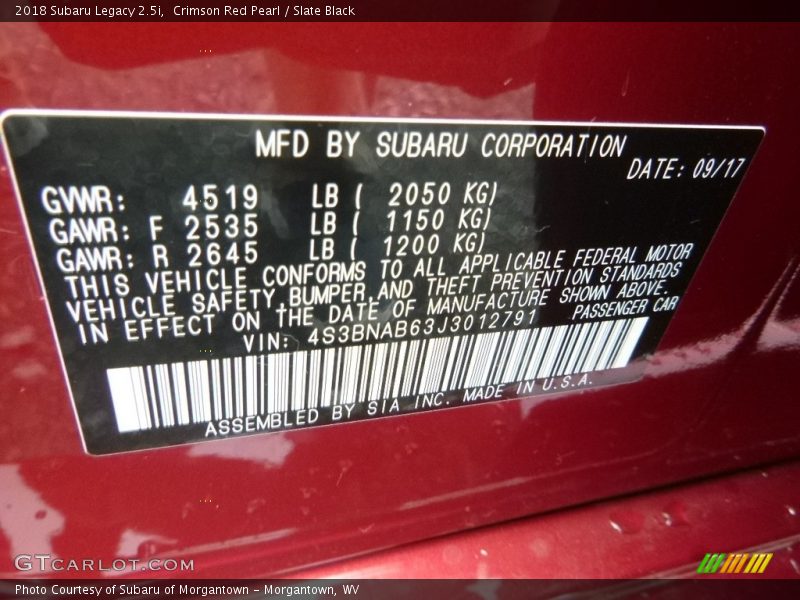 2018 Subaru Legacy 2.5i, Crimson Red Pearl / Slate Black
MFD BY SUBARU CORPORATION
DATE: 09/17
GVWR: 4519 LB ( 2050 KG)
GAWR: F 2535 LB ( 1150 KG)
GAWR: R 2645 LB ( 1200 KG)
THIS VEHICLE CONFORMS TO ALL APPLICABLE FEDERAL MOTOR
VEHICLE SAFETY,BUMPER,AND THEFT PREVENTION STANDARDS
IN EFFECT ON tHE DATE OF MANUFACTURE SHOWN ABOVE.
VIN: 4S3BNAB63J3012791 PASSENGER CAR
ASSEMBLED BY SIA INC. MADE IN U.S.A.
GTCARLOT.COM
Photo Courtesy of Subaru of Morgantown - Morgantown, WV